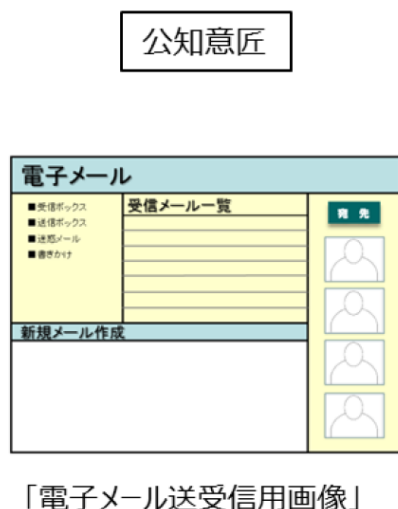 公知意匠
電子メール
■受信ボックス
■送信ボックス
■迷惑メール
■書きかけ
受信メール一覧
宛 先
新規メール作成
「電子メール送受信用画像」